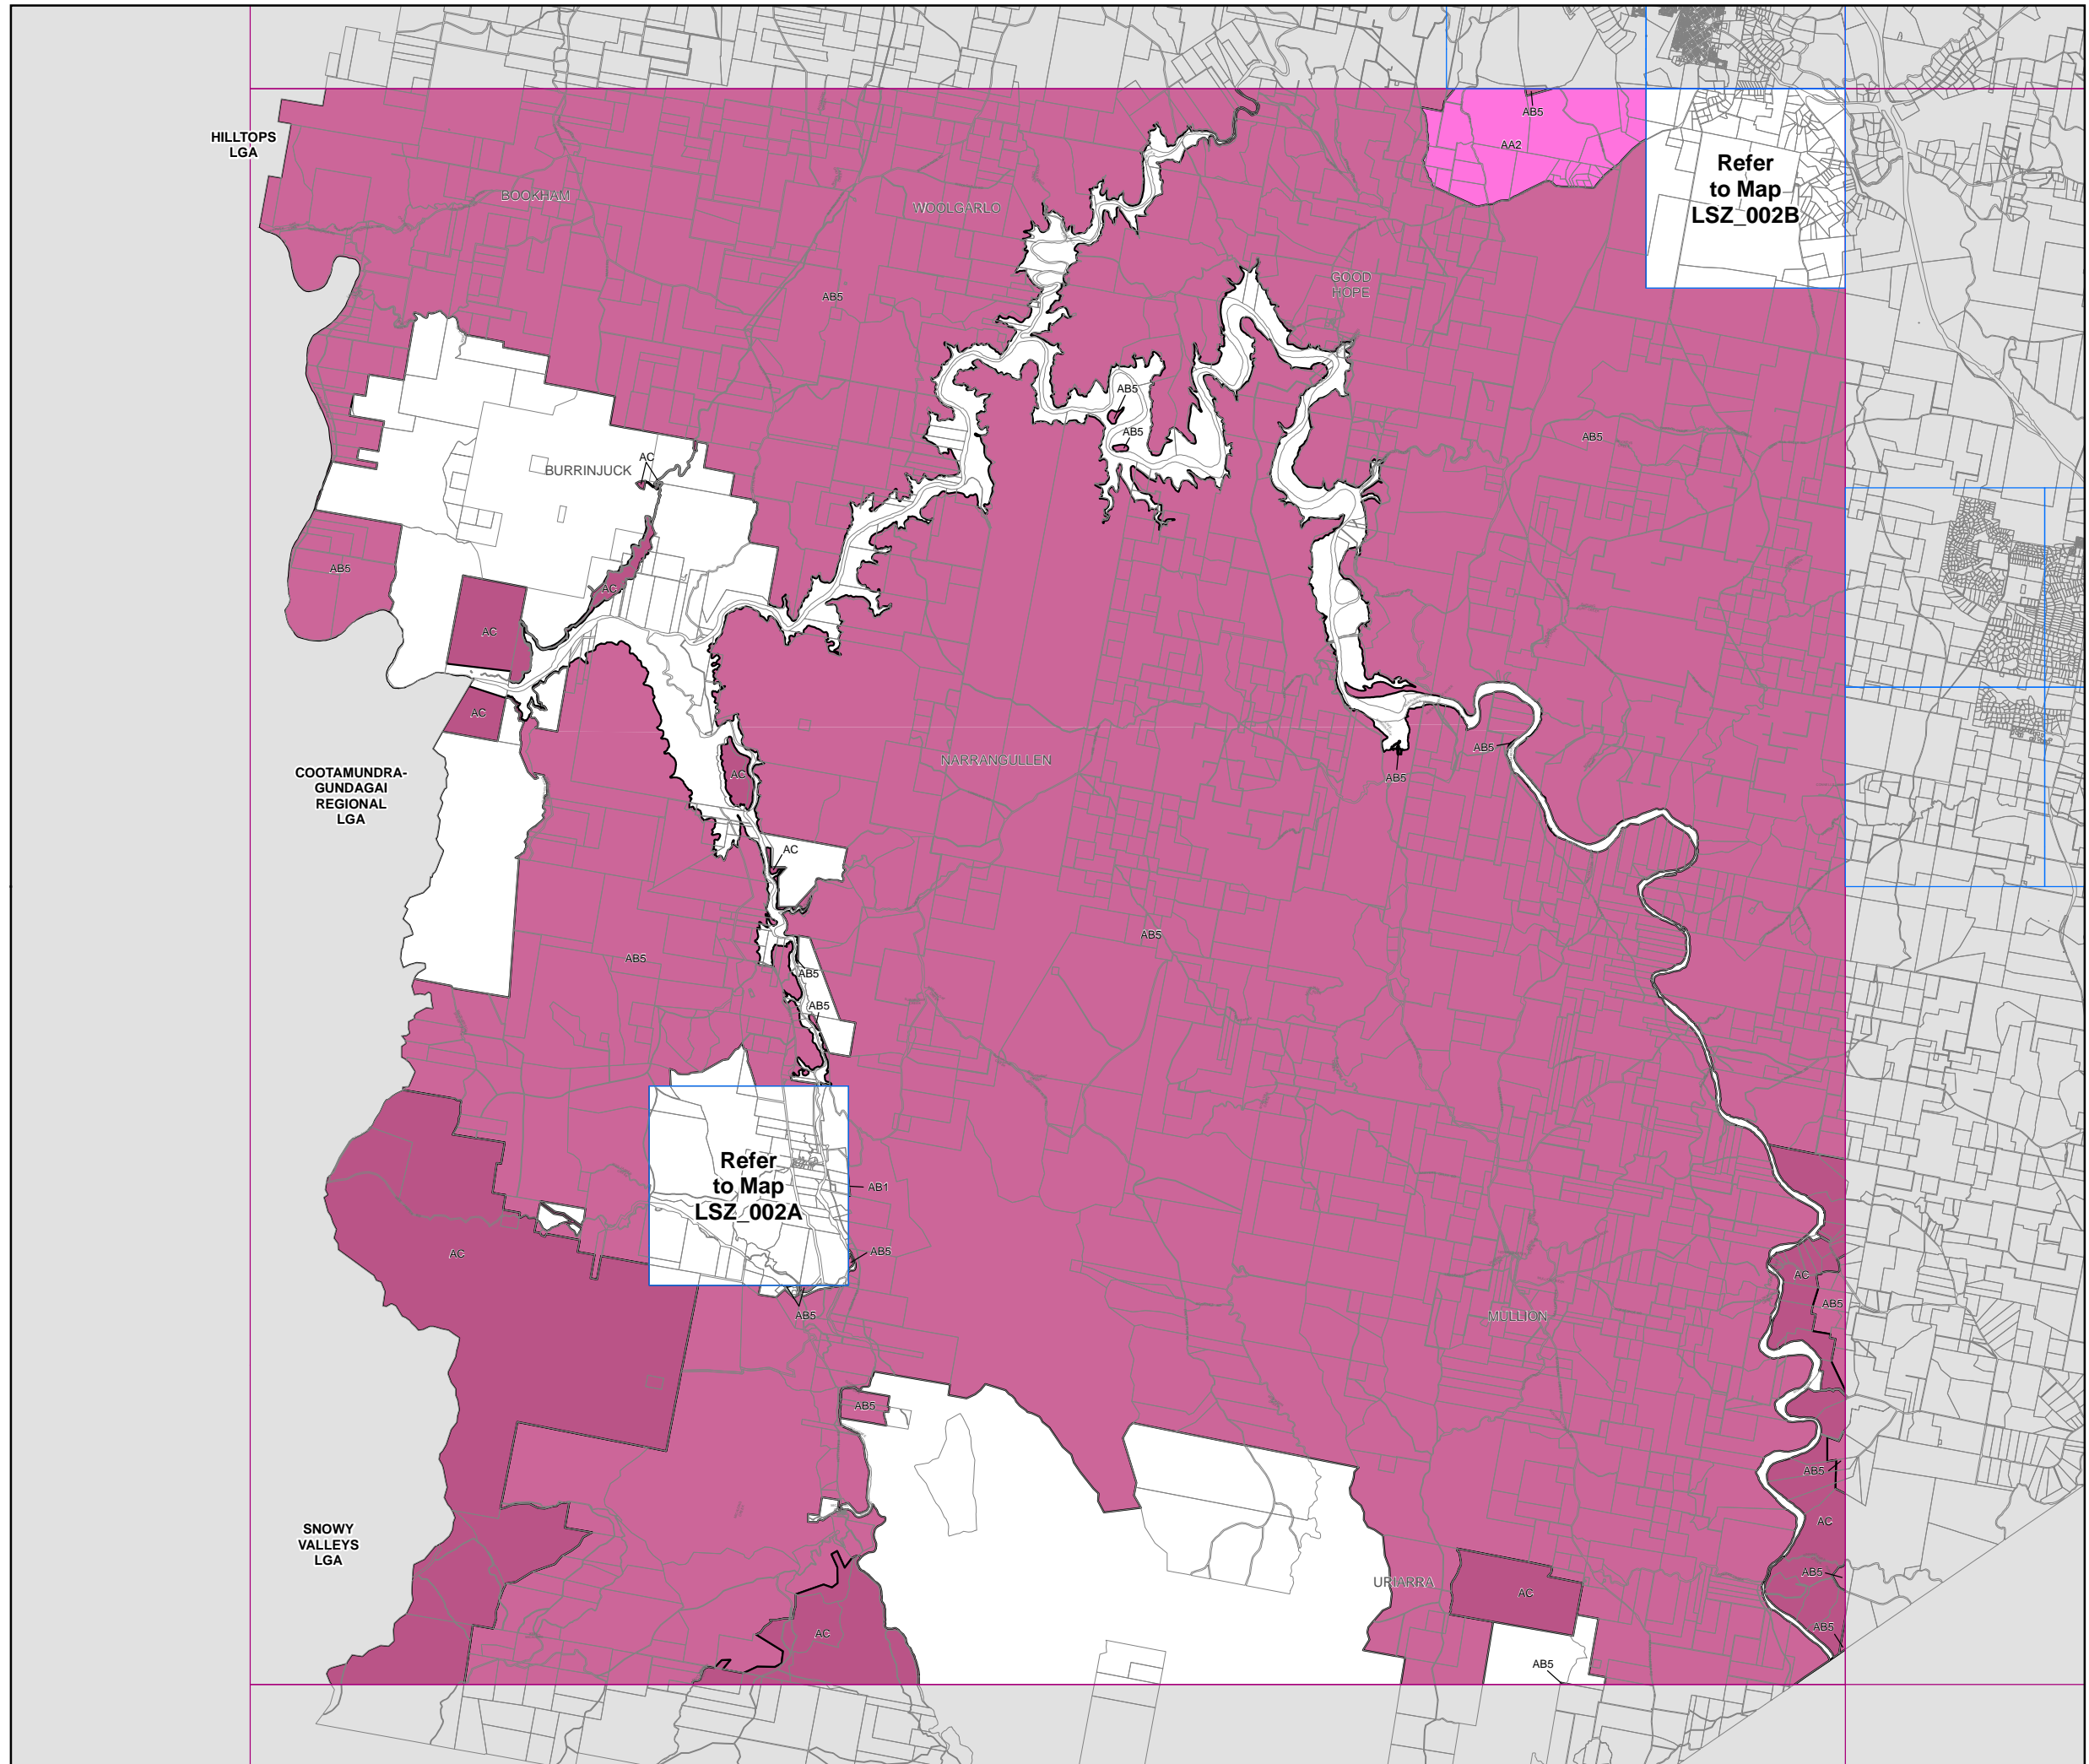 AB5
AA2
HILLTOPS
LGA
Refer
to Map
LSZ_002B
BOOKHAM
WOOLGARLO
GOOD
HOPE
AB5
AB5
AB5
AB5
AC
BURRINJUCK
AB5
AC
AC
AC
AB5
AB5
NARRANGULLEN
AC
COOTAMUNDRA-
GUNDAGAI
REGIONAL
LGA
AC
AB5
AB5
AB5
AB5
Refer
to Map
LSZ_002A
AB1
AB5
AC
AC
AB5
AB5
MULLION
AB5
AB5
AC
SNOWY
VALLEYS
LGA
AB5
URIARRA
AC
AB5
AC
AB5